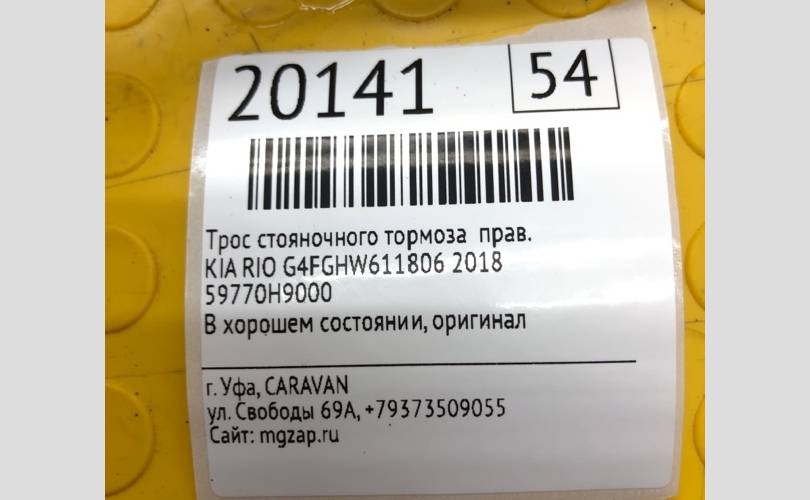 20141
54
Трос стояночного тормоза прав.
KIA RIO G4FGHW611806 2018
59770H9000
В хорошем состоянии, оригинал
г. Уфа, CARAVAN
ул. Свободы 69А, +79373509055
Сайт: mgzap.ru